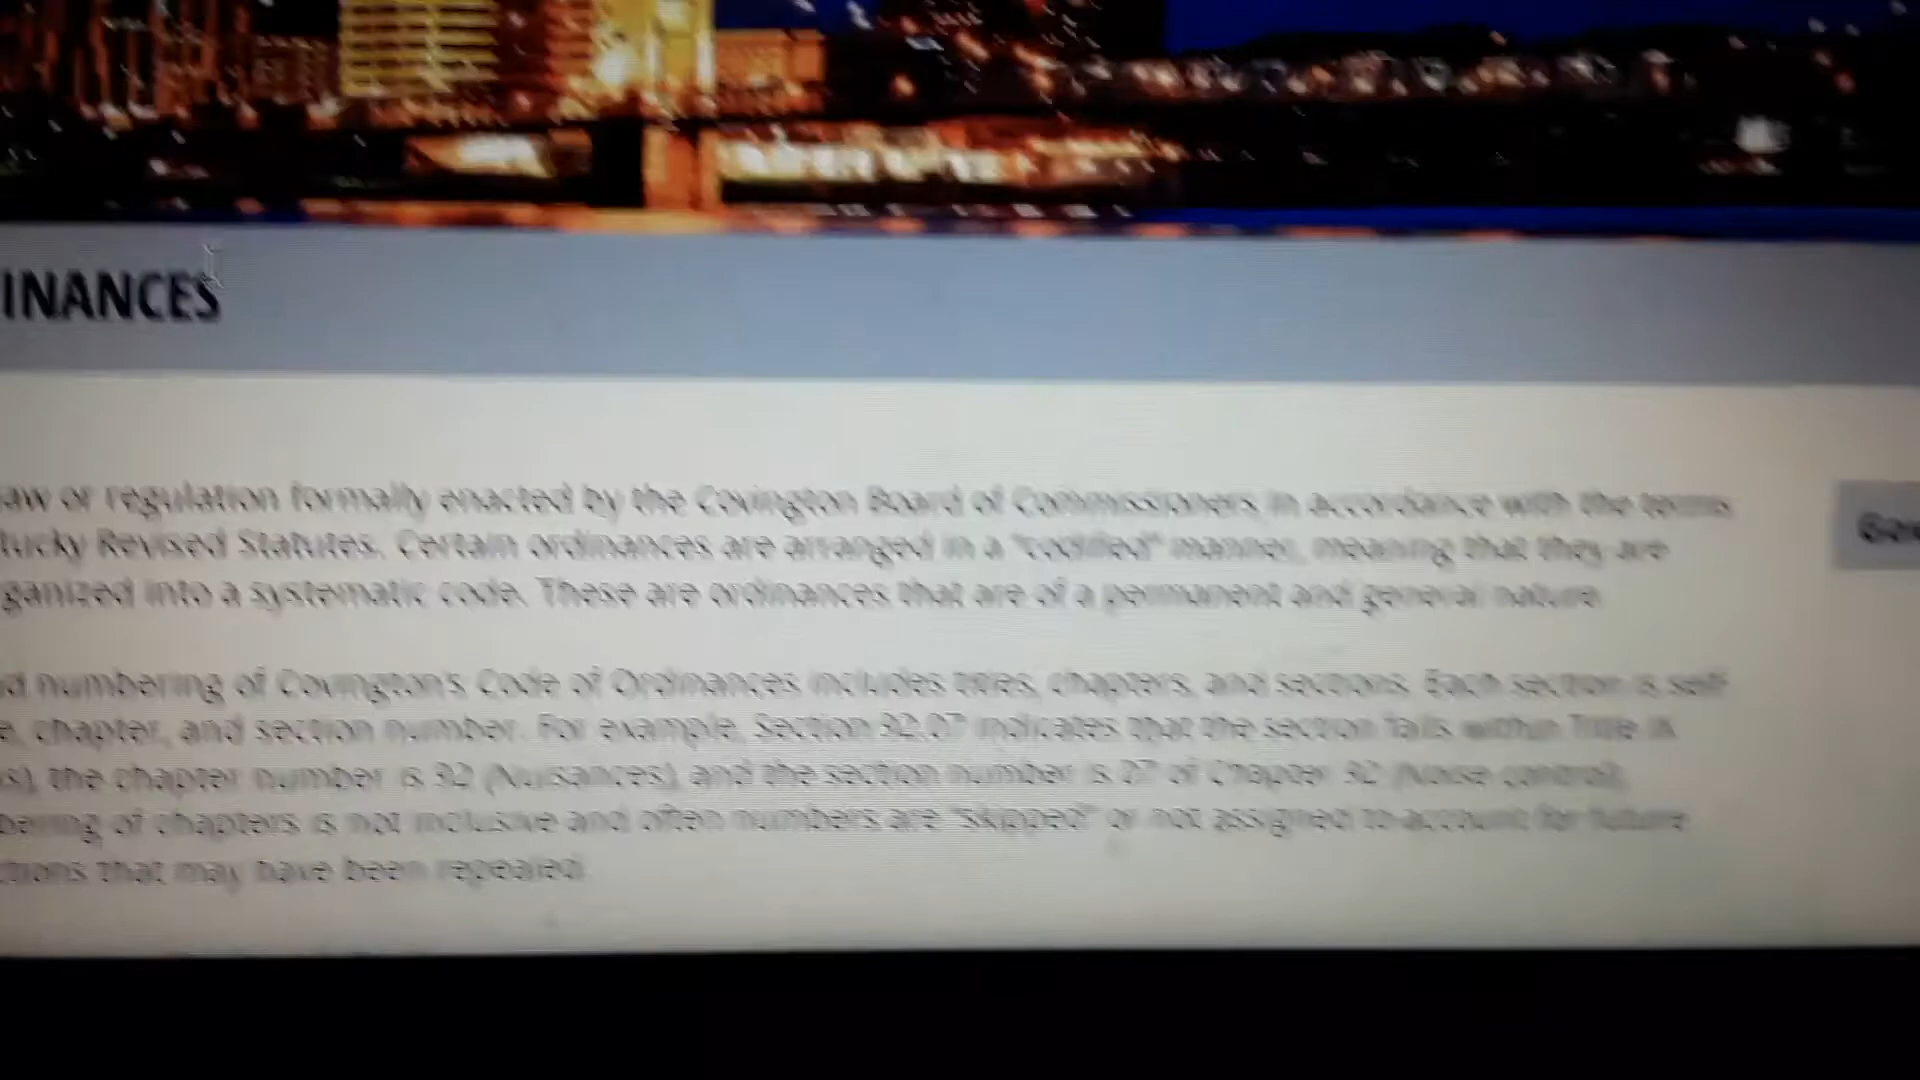 INANCES
aw or regulation formally enacted by the Covington Board of Commissioners in accordance with the terms
tucky Revised Statutes. Certain ordinances are arranged in a "codified" manner, meaning that they are
ganized into a systematic code. These are ordinances that are of a permanent and general nature.
d numbering of Covington's Code of Ordinances includes titles, chapters, and sections. Each section is self
e, chapter, and section number. For example, Section 92.07 indicates that the section falls within Title IX
s), the chapter number is 92 (Nuisances), and the section number is 07 of Chapter 92 (Noise control).
bering of chapters is not inclusive and often numbers are "skipped" or not assigned to account for future
ctions that may have been repealed.